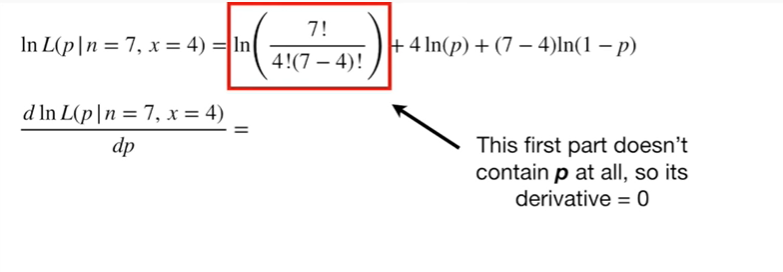 ln L(p | n = 7, x = 4) = ln( 7! / 4!(7 – 4)! ) + 4 ln(p) + (7 – 4)ln(1 – p)
d ln L(p | n = 7, x = 4) / dp =
This first part doesn't
contain p at all, so its
derivative = 0